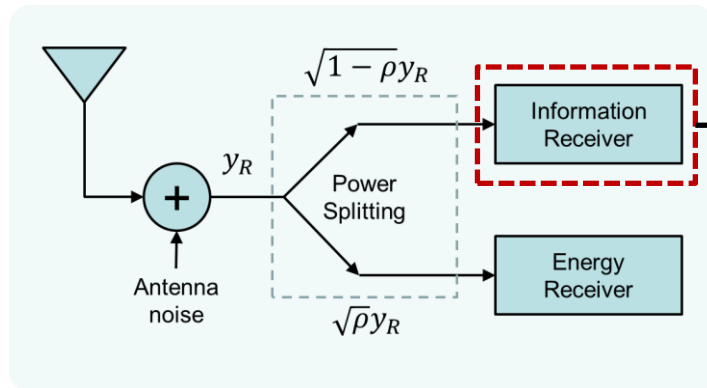 √1 − ρ y_R
Information
Receiver
y_R
+
Power
Splitting
Antenna
noise
Energy
Receiver
√ρ y_R